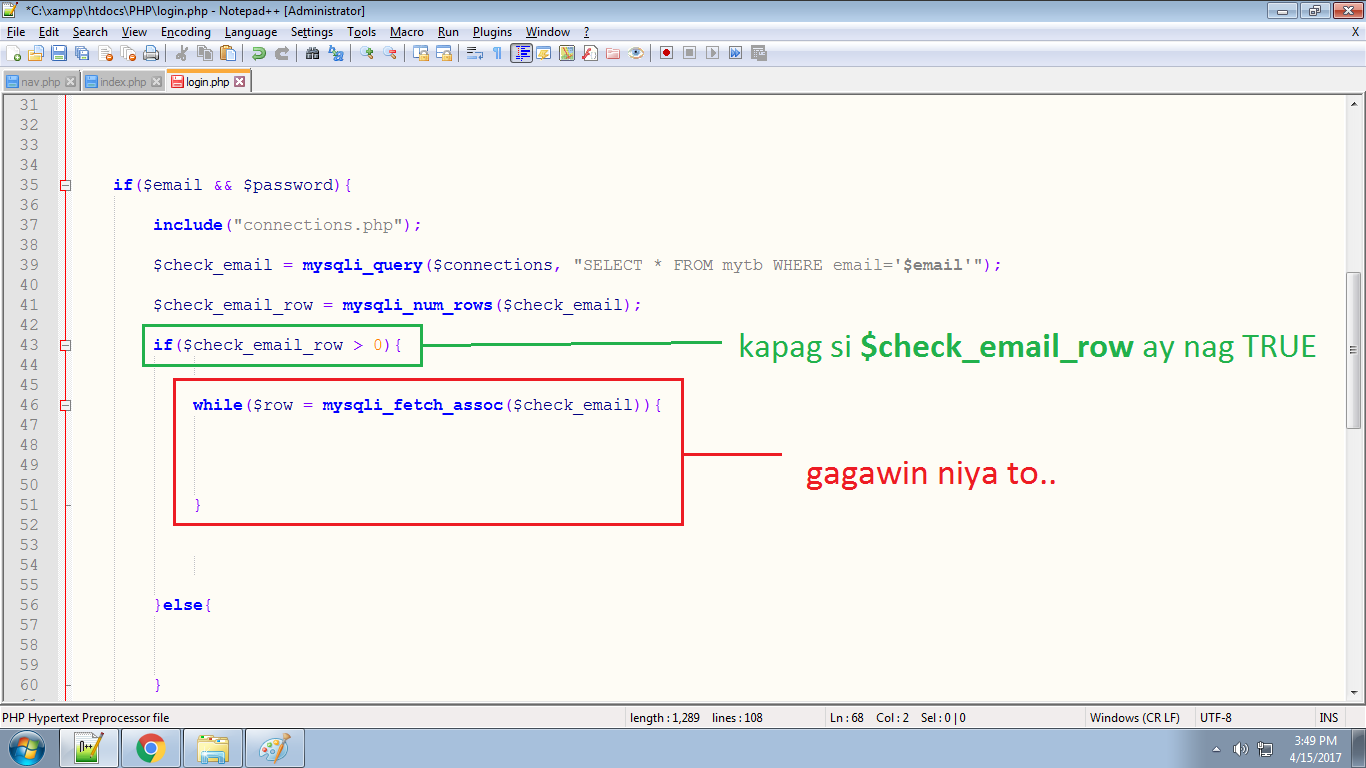 *C:\xampp\htdocs\PHP\login.php - Notepad++ [Administrator]
File Edit Search View Encoding Language Settings Tools Macro Run Plugins Window ? X
nav.php index.php login.php
31
32
33
34
35 if($email && $password){
36
37 include("connections.php");
38
39 $check_email = mysqli_query($connections, "SELECT * FROM mytb WHERE email='$email'");
40
41 $check_email_row = mysqli_num_rows($check_email);
42
43 if($check_email_row > 0){ kapag si $check_email_row ay nag TRUE
44
45
46 while($row = mysqli_fetch_assoc($check_email)){
47
48
49 gagawin niya to..
50
51 }
52
53
54
55
56 }else{
57
58
59
60 }
PHP Hypertext Preprocessor file length : 1,289 lines : 108 Ln : 68 Col : 2 Sel : 0 | 0 Windows (CR LF) UTF-8 INS
3:49 PM
4/15/2017